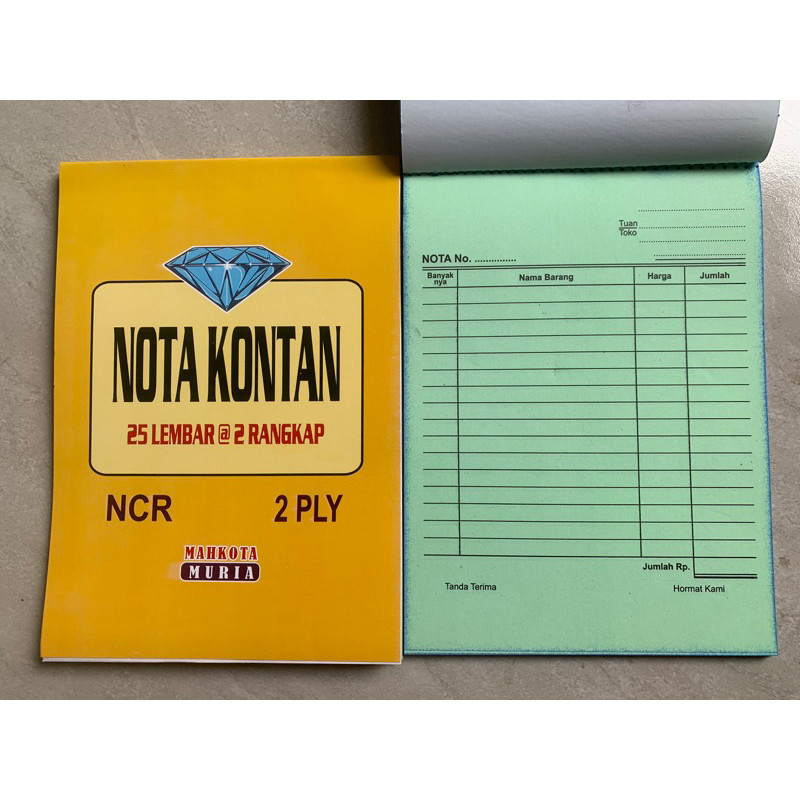 NOTA KONTAN
25 LEMBAR @ 2 RANGKAP
NCR 2 PLY
MAHKOTA
MURIA
Tuan
Toko
NOTA No. ...............
Banyak nya Nama Barang Harga Jumlah
Jumlah Rp.
Tanda Terima Hormat Kami